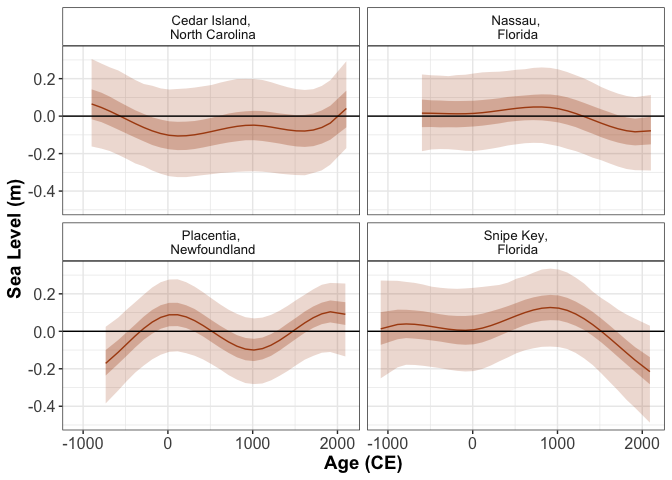 Cedar Island,
North Carolina
Nassau,
Florida
0.2
0.0
-0.2
-0.4
Placentia,
Newfoundland
Snipe Key,
Florida
0.2
0.0
-0.2
-0.4
Sea Level (m)
-1000 0 1000 2000 -1000 0 1000 2000
Age (CE)